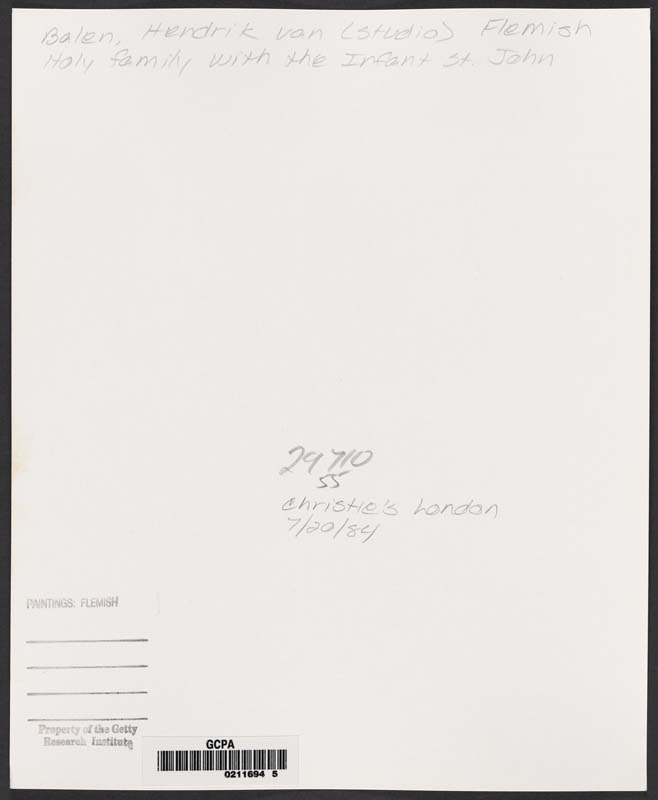 Balen, Hendrik van (studio) Flemish
Holy family with the Infant St. John
29710
55
Christie's London
7/20/84
PAINTINGS: FLEMISH
Property of the Getty
Research Institute
GCPA
0211694 5